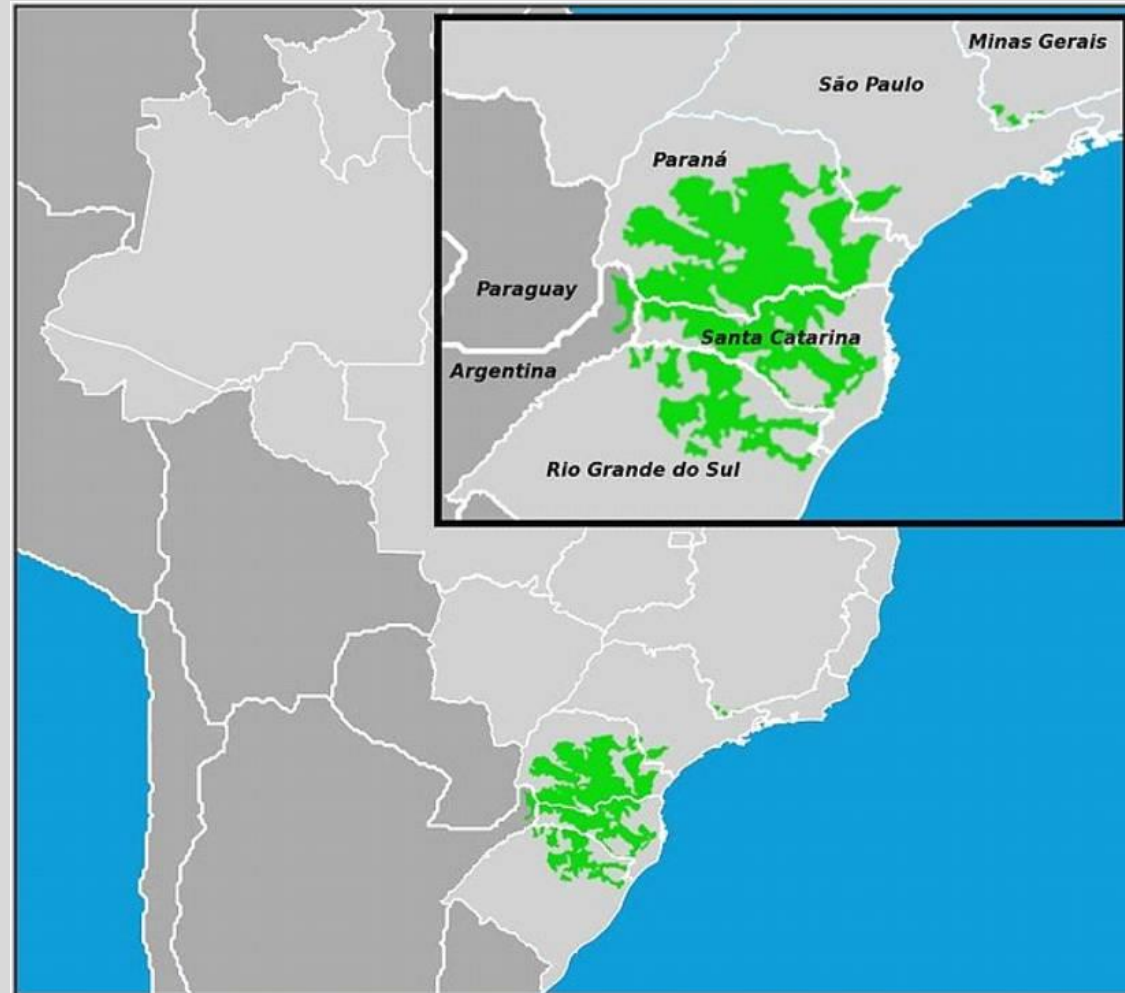 Minas Gerais
São Paulo
Paraná
Paraguay
Santa Catarina
Argentina
Rio Grande do Sul